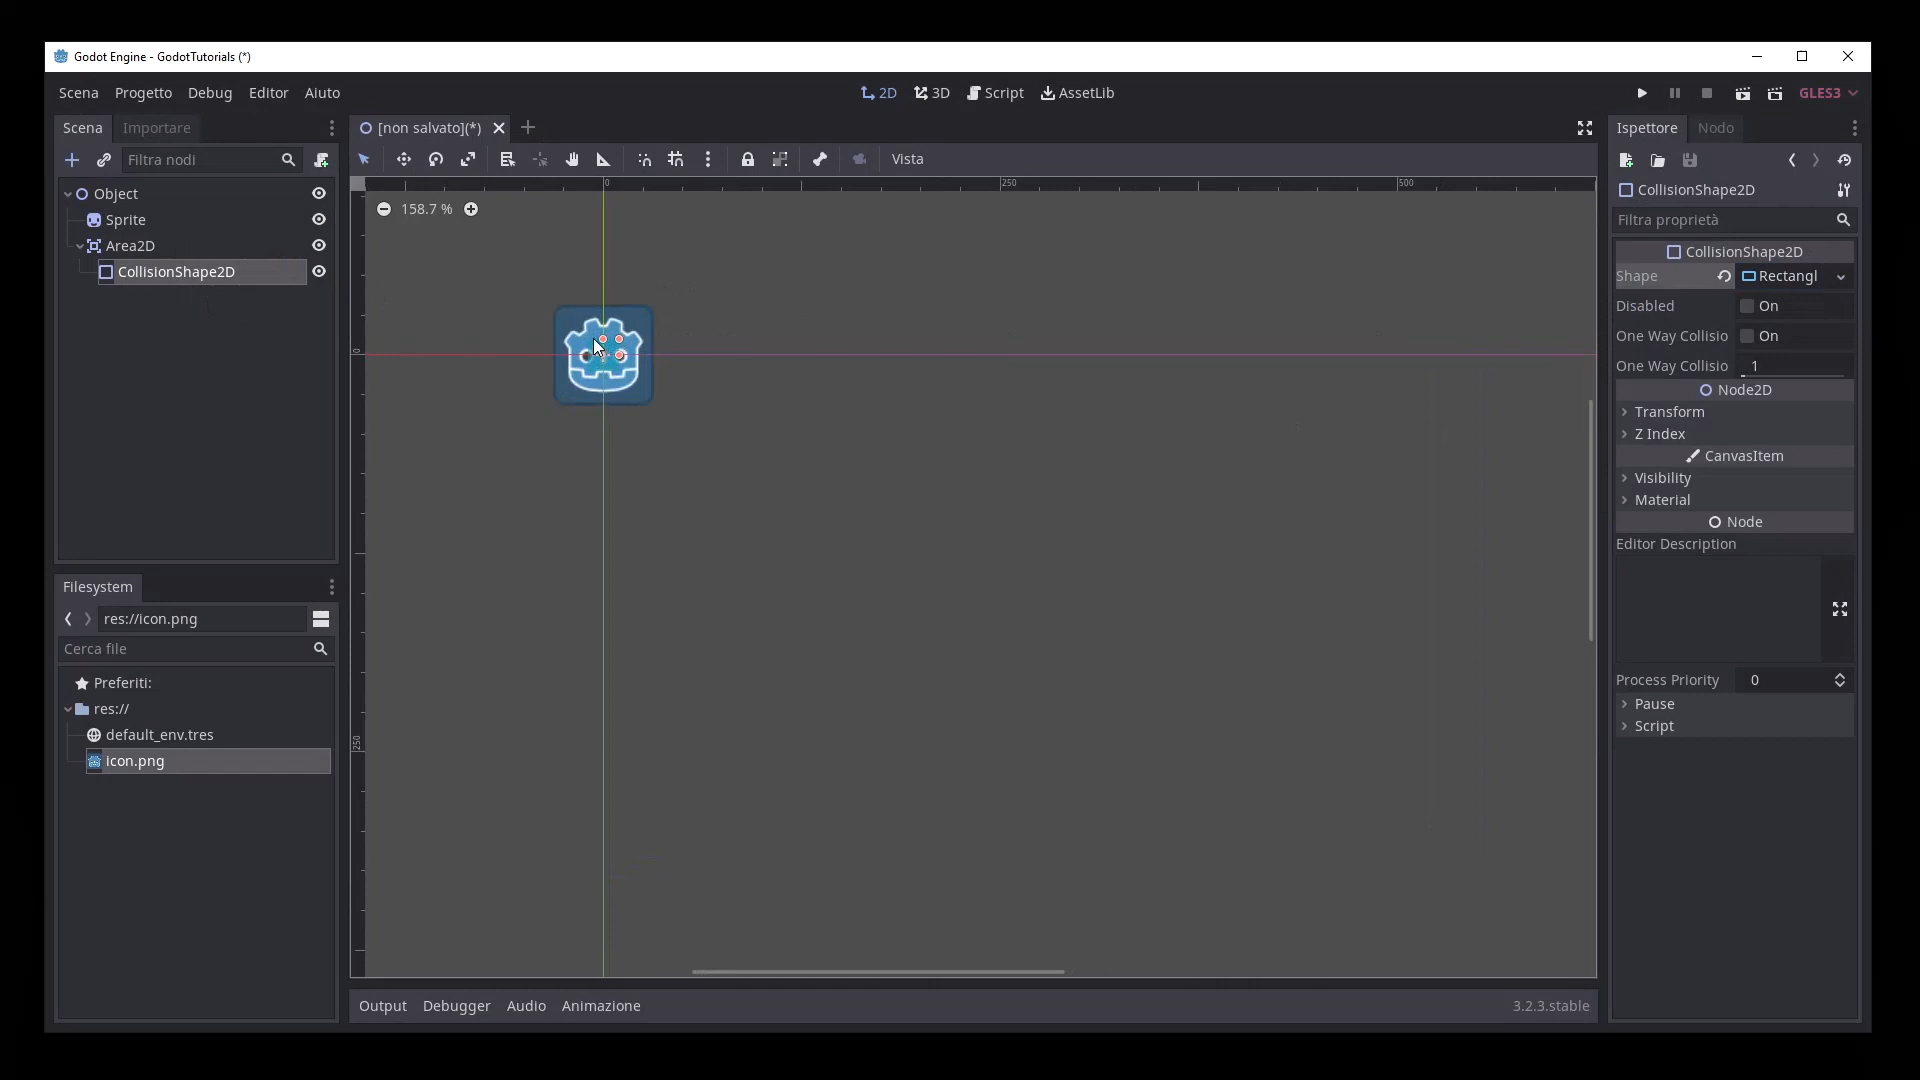 Godot Engine - GodotTutorials (*)
Scena Progetto Debug Editor Aiuto
2D 3D Script AssetLib
GLES3
Scena Importare
Filtra nodi
Object
Sprite
Area2D
CollisionShape2D
[non salvato](*)
Vista
0 250 500
158.7 %
0
250
Filesystem
res://icon.png
Cerca file
Preferiti:
res://
default_env.tres
icon.png
Output Debugger Audio Animazione
3.2.3.stable
Ispettore Nodo
CollisionShape2D
Filtra proprietà
CollisionShape2D
Shape Rectangl
Disabled On
One Way Collisio On
One Way Collisio 1
Node2D
Transform
Z Index
CanvasItem
Visibility
Material
Node
Editor Description
Process Priority 0
Pause
Script